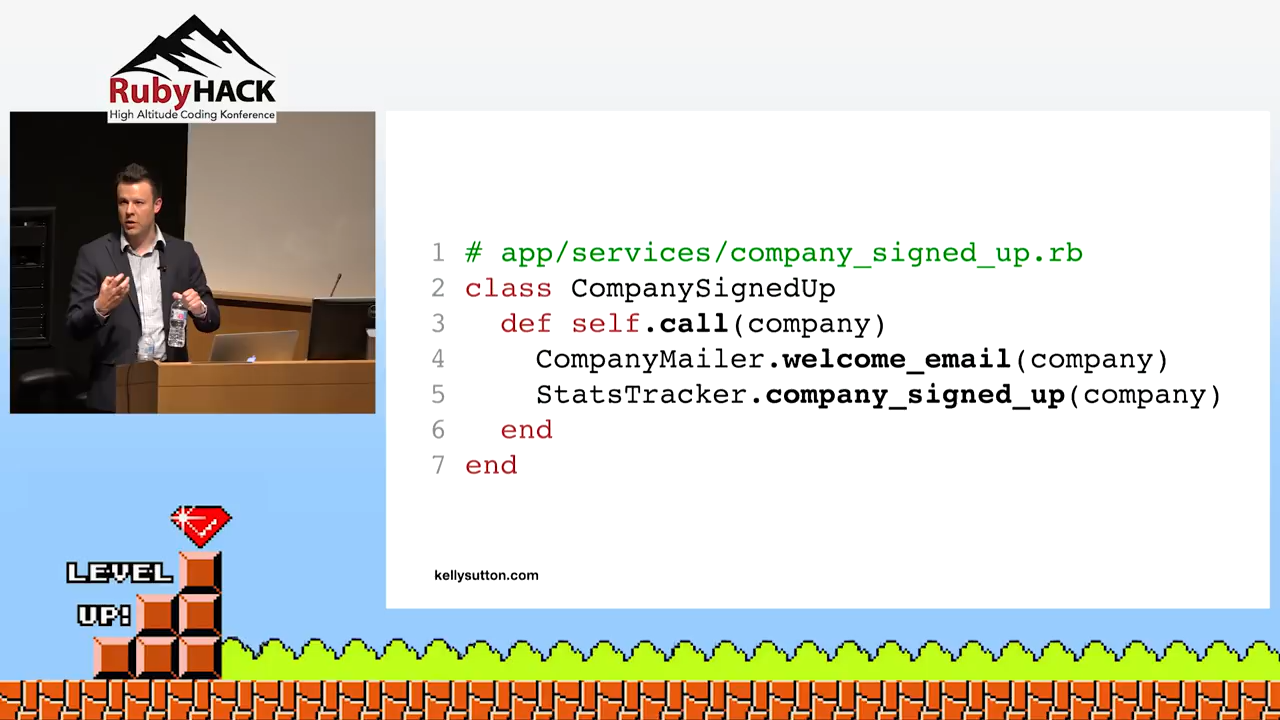 RubyHACK
High Altitude Coding Konference
1 # app/services/company_signed_up.rb
2 class CompanySignedUp
3   def self.call(company)
4     CompanyMailer.welcome_email(company)
5     StatsTracker.company_signed_up(company)
6   end
7 end
kellysutton.com
LEVEL
UP!